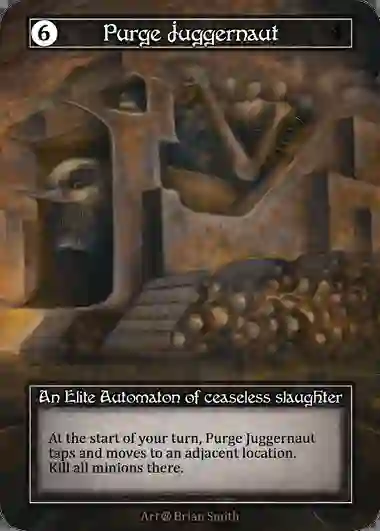 6
Purge Juggernaut
An Elite Automaton of ceaseless slaughter
At the start of your turn, Purge Juggernaut
taps and moves to an adjacent location.
Kill all minions there.
Art @ Brian Smith